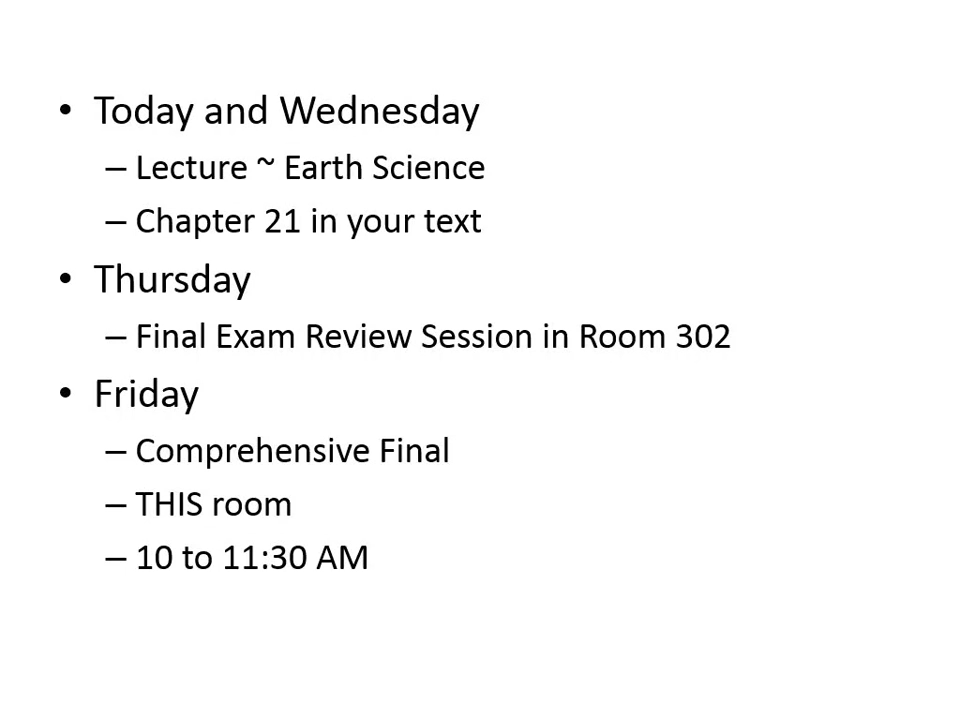 • Today and Wednesday
– Lecture ~ Earth Science
– Chapter 21 in your text
• Thursday
– Final Exam Review Session in Room 302
• Friday
– Comprehensive Final
– THIS room
– 10 to 11:30 AM